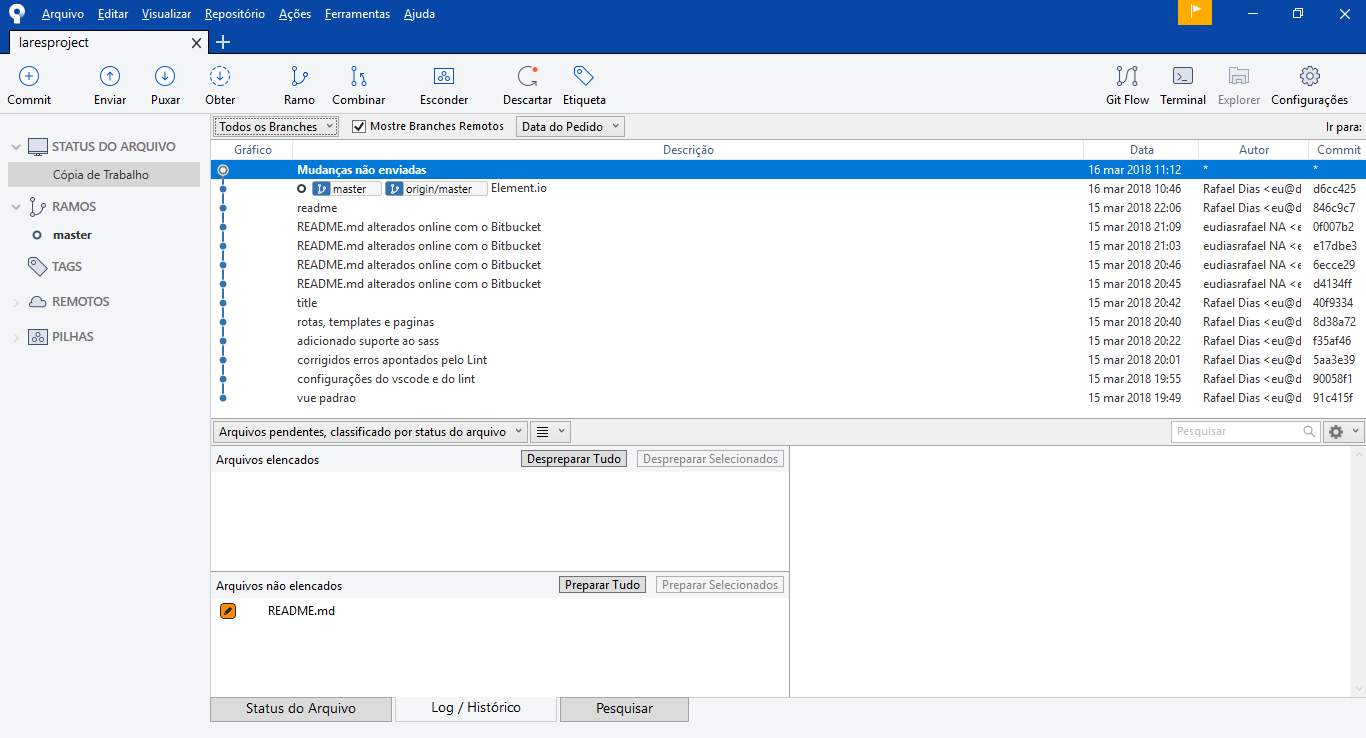 Arquivo Editar Visualizar Repositório Ações Ferramentas Ajuda
laresproject
Commit Enviar Puxar Obter Ramo Combinar Esconder Descartar Etiqueta Git Flow Terminal Explorer Configurações
STATUS DO ARQUIVO
Cópia de Trabalho
RAMOS
master
TAGS
REMOTOS
PILHAS
Todos os Branches Mostre Branches Remotos Data do Pedido Ir para:
Gráfico Descrição Data Autor Commit
Mudanças não enviadas 16 mar 2018 11:12 * *
master origin/master Element.io 16 mar 2018 10:46 Rafael Dias <eu@d d6cc425
readme 15 mar 2018 22:06 Rafael Dias <eu@d 846c9c7
README.md alterados online com o Bitbucket 15 mar 2018 21:09 eudiasrafael NA <e 0f007b2
README.md alterados online com o Bitbucket 15 mar 2018 21:03 eudiasrafael NA <e e17dbe3
README.md alterados online com o Bitbucket 15 mar 2018 20:46 eudiasrafael NA <e 6ecce29
README.md alterados online com o Bitbucket 15 mar 2018 20:45 eudiasrafael NA <e d4134ff
title 15 mar 2018 20:42 Rafael Dias <eu@d 40f9334
rotas, templates e paginas 15 mar 2018 20:40 Rafael Dias <eu@d 8d38a72
adicionado suporte ao sass 15 mar 2018 20:22 Rafael Dias <eu@d f35af46
corrigidos erros apontados pelo Lint 15 mar 2018 20:01 Rafael Dias <eu@d 5aa3e39
configurações do vscode e do lint 15 mar 2018 19:55 Rafael Dias <eu@d 90058f1
vue padrao 15 mar 2018 19:49 Rafael Dias <eu@d 91c415f
Arquivos pendentes, classificado por status do arquivo Pesquisar
Arquivos elencados Despreparar Tudo Despreparar Selecionados
Arquivos não elencados Preparar Tudo Preparar Selecionados
README.md
Status do Arquivo Log / Histórico Pesquisar